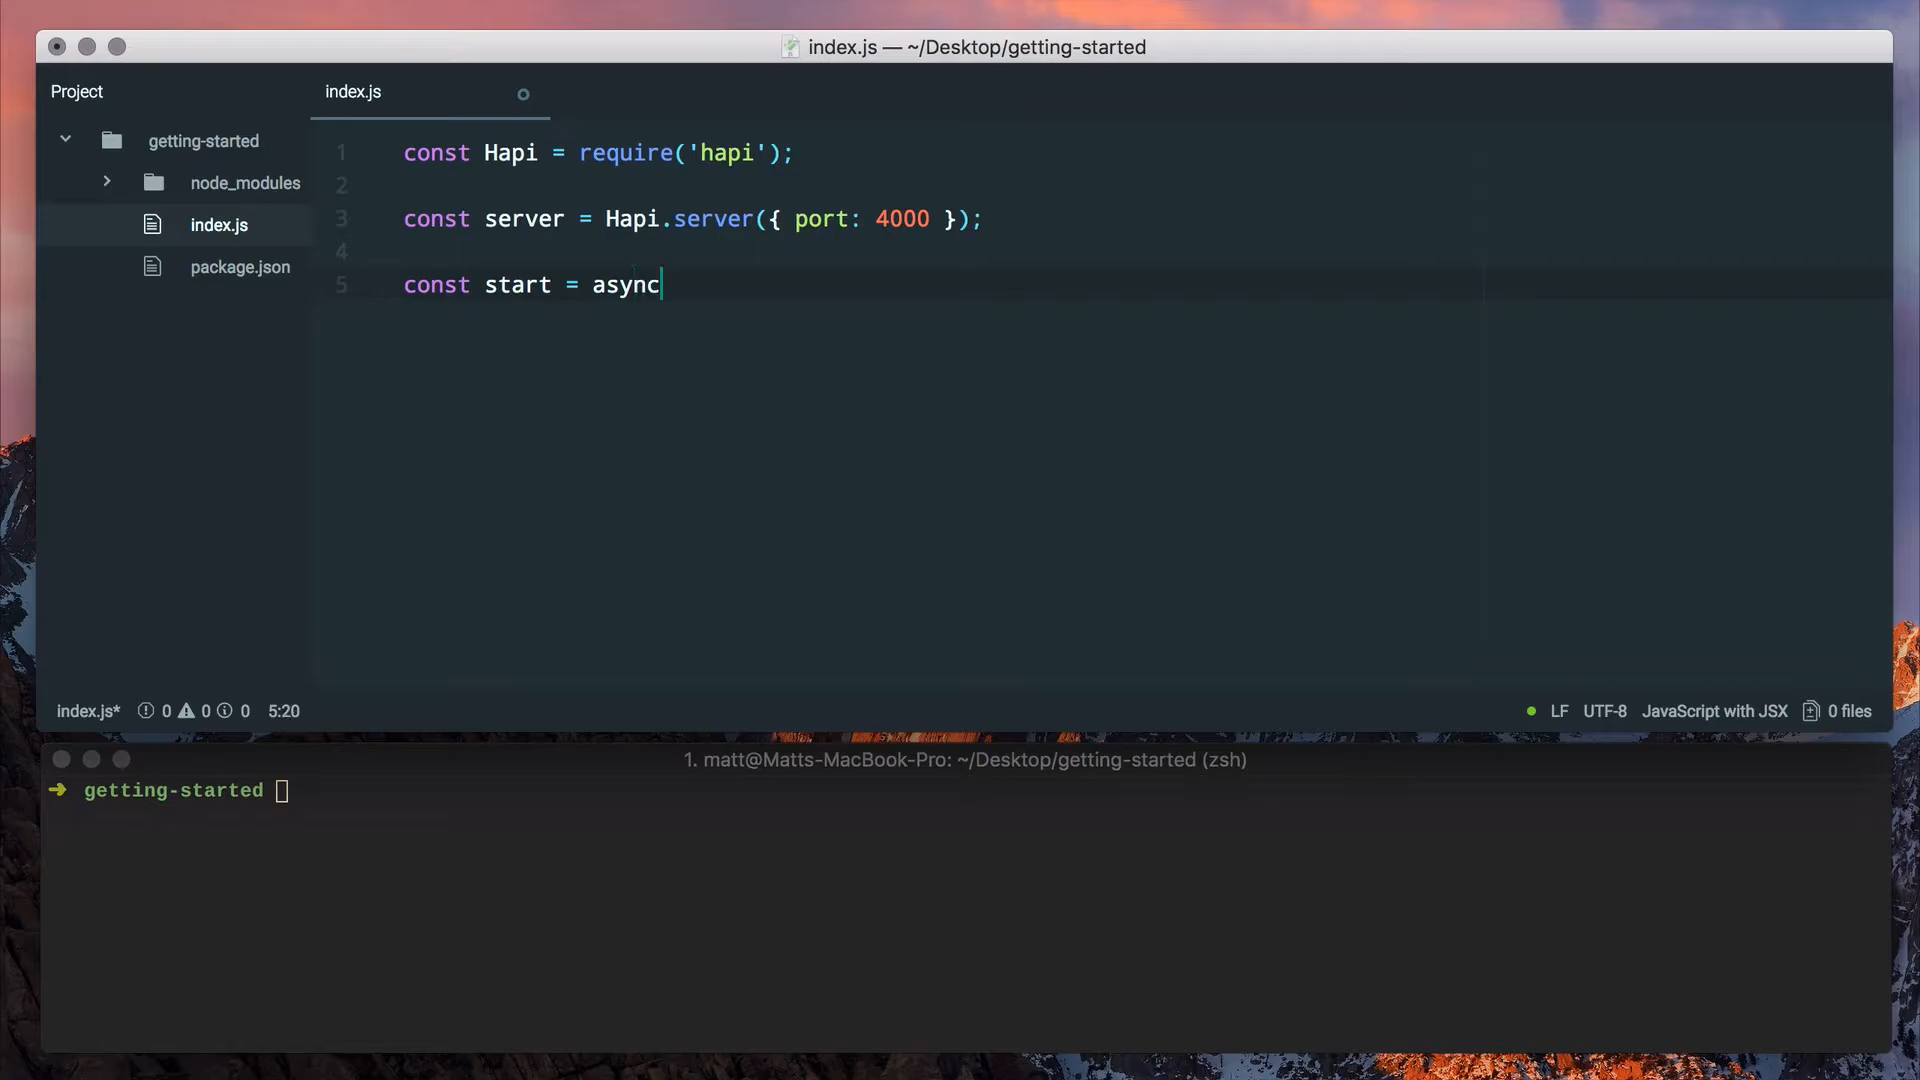 index.js — ~/Desktop/getting-started
Project
index.js
getting-started
node_modules
index.js
package.json
1 const Hapi = require('hapi');
2
3 const server = Hapi.server({ port: 4000 });
4
5 const start = async
index.js* 0 0 0 5:20
LF UTF-8 JavaScript with JSX 0 files
1. matt@Matts-MacBook-Pro: ~/Desktop/getting-started (zsh)
➜ getting-started